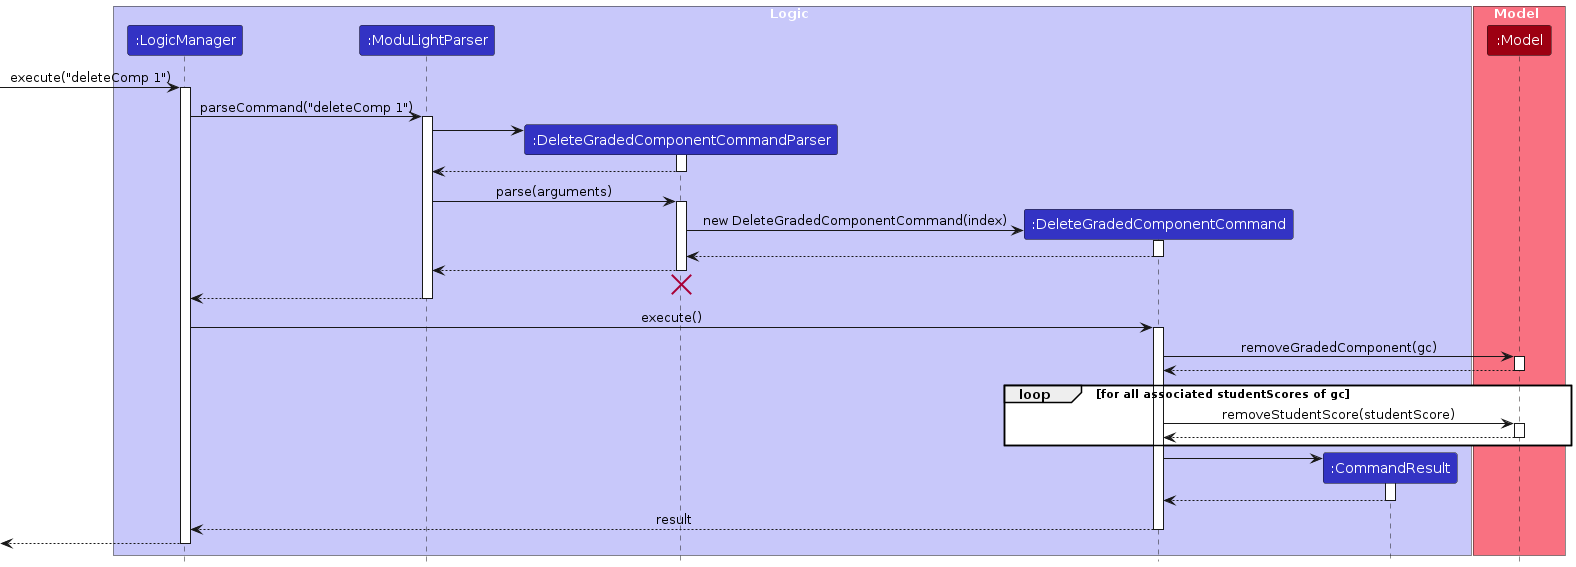 Logic
Model
:LogicManager
:ModuLightParser
:Model
execute("deleteComp 1")
parseCommand("deleteComp 1")
:DeleteGradedComponentCommandParser
parse(arguments)
new DeleteGradedComponentCommand(index)
:DeleteGradedComponentCommand
execute()
removeGradedComponent(gc)
loop
[for all associated studentScores of gc]
removeStudentScore(studentScore)
:CommandResult
result